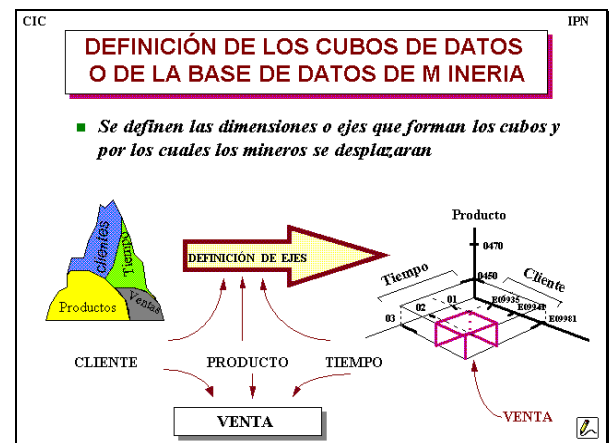 CIC
IPN
DEFINICIÓN DE LOS CUBOS DE DATOS
O DE LA BASE DE DATOS DE M INERIA
Se definen las dimensiones o ejes que forman los cubos y
por los cuales los mineros se desplazaran
clientes
Tiempo
Productos
Ventas
DEFINICIÓN DE EJES
Producto
0470
0450
Tiempo
Cliente
01
02
03
E09935
E09941
E09981
CLIENTE
PRODUCTO
TIEMPO
VENTA
VENTA